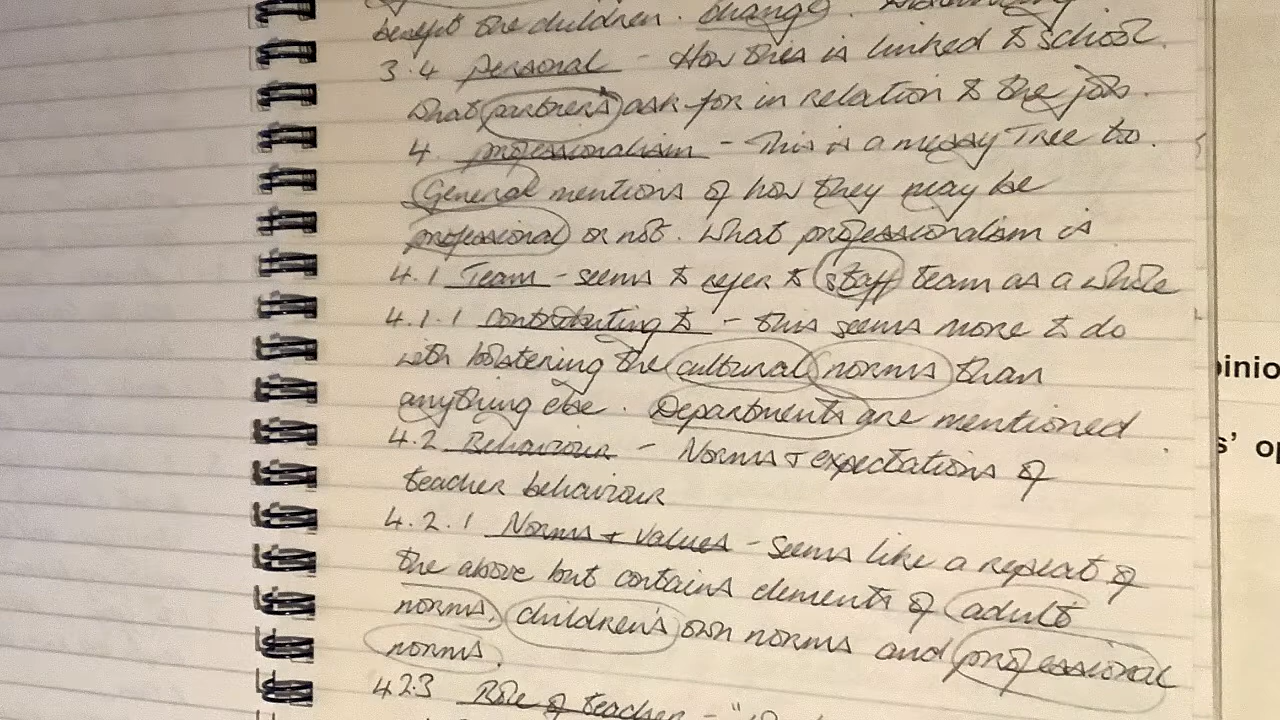 benefit the children. Change.
3.4 Personal - How this is linked to school.
What partners ask for in relation to the job.
4. professionalism - This is a messy Tree too.
General mentions of how they may be
professional or not. What professionalism is
4.1 Team - seems to refer to staff team as a whole
4.1.1 Contributing to - this seems more to do
with bolstering the cultural norms than
anything else. Departments are mentioned
4.2 Behaviour - Norms + expectations of
teacher behaviour
4.2.1 Norms + Values - Seems like a repeat of
the above but contains elements of adult
norms, children's own norms and professional
norms.
4.2.3 Role of teacher -
inio
s' op